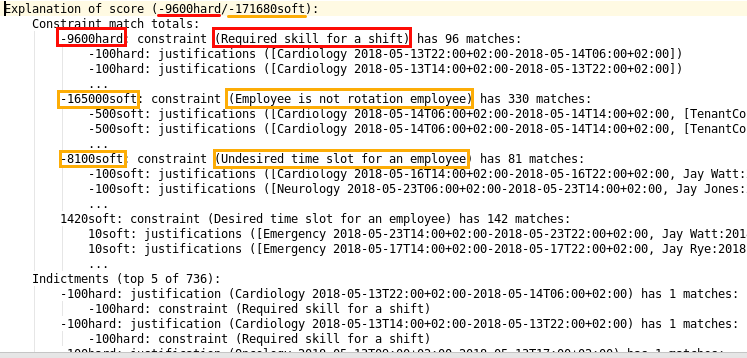 Explanation of score (-9600hard/-171680soft):
Constraint match totals:
-9600hard: constraint (Required skill for a shift) has 96 matches:
-100hard: justifications ([Cardiology 2018-05-13T22:00+02:00-2018-05-14T06:00+02:00])
-100hard: justifications ([Cardiology 2018-05-13T14:00+02:00-2018-05-13T22:00+02:00])
...
-165000soft: constraint (Employee is not rotation employee) has 330 matches:
-500soft: justifications ([Cardiology 2018-05-14T06:00+02:00-2018-05-14T14:00+02:00, [TenantCo
-500soft: justifications ([Cardiology 2018-05-14T06:00+02:00-2018-05-14T14:00+02:00, [TenantCo
...
-8100soft: constraint (Undesired time slot for an employee) has 81 matches:
-100soft: justifications ([Cardiology 2018-05-16T14:00+02:00-2018-05-16T22:00+02:00, Jay Watt:
-100soft: justifications ([Neurology 2018-05-23T06:00+02:00-2018-05-23T14:00+02:00, Jay Jones:
...
1420soft: constraint (Desired time slot for an employee) has 142 matches:
10soft: justifications ([Emergency 2018-05-23T14:00+02:00-2018-05-23T22:00+02:00, Jay Watt:201
10soft: justifications ([Emergency 2018-05-17T14:00+02:00-2018-05-17T22:00+02:00, Jay Rye:2018
...
Indictments (top 5 of 736):
-100hard: justification (Cardiology 2018-05-13T22:00+02:00-2018-05-14T06:00+02:00) has 1 matches:
-100hard: constraint (Required skill for a shift)
-100hard: justification (Cardiology 2018-05-13T14:00+02:00-2018-05-13T22:00+02:00) has 1 matches:
-100hard: constraint (Required skill for a shift)